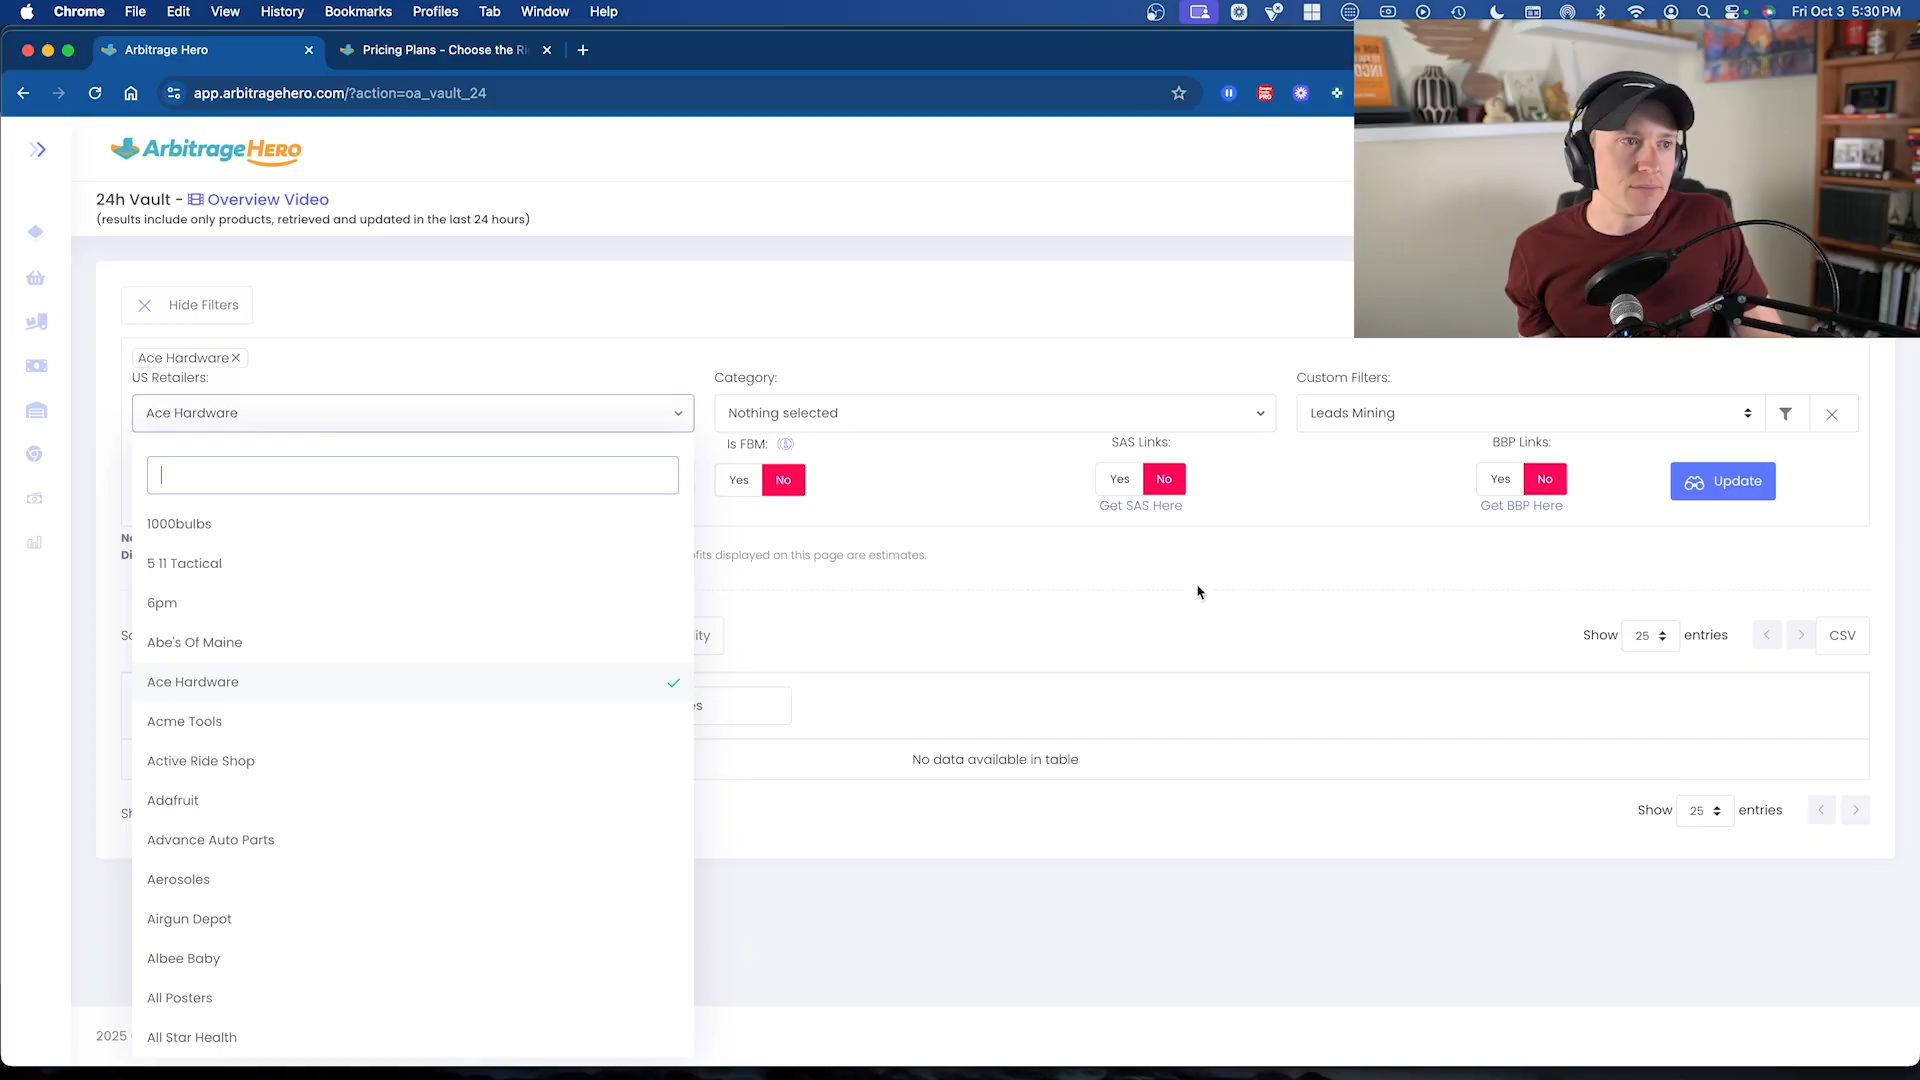 Chrome File Edit View History Bookmarks Profiles Tab Window Help
Fri Oct 3 5:30 PM
Arbitrage Hero
Pricing Plans - Choose the Ri
app.arbitragehero.com/?action=oa_vault_24
ArbitrageHero
24h Vault - Overview Video
(results include only products, retrieved and updated in the last 24 hours)
Hide Filters
Ace Hardware
US Retailers:
Category:
Custom Filters:
Ace Hardware
Nothing selected
Leads Mining
Is FBM:
SAS Links:
BBP Links:
Yes No
Yes No
Yes No
Update
Get SAS Here
Get BBP Here
1000bulbs
5 11 Tactical
6pm
Abe's Of Maine
Ace Hardware
Acme Tools
Active Ride Shop
Adafruit
Advance Auto Parts
Aerosoles
Airgun Depot
Albee Baby
All Posters
All Star Health
fits displayed on this page are estimates.
ity
Show 25 entries
CSV
es
No data available in table
Show 25 entries
2025